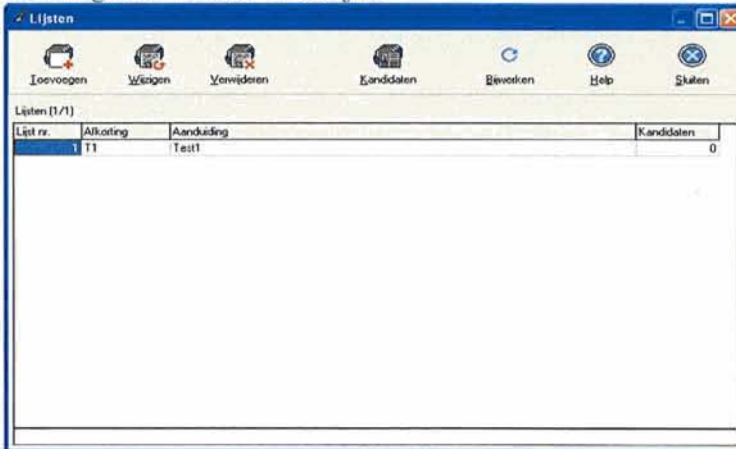 Lijsten
Toevoegen Wijzigen Verwijderen Kandidaten Bijwerken Help Sluiten
Lijsten (1/1)
Lijst nr. Afkorting Aanduiding Kandidaten
1 T1 Test1 0